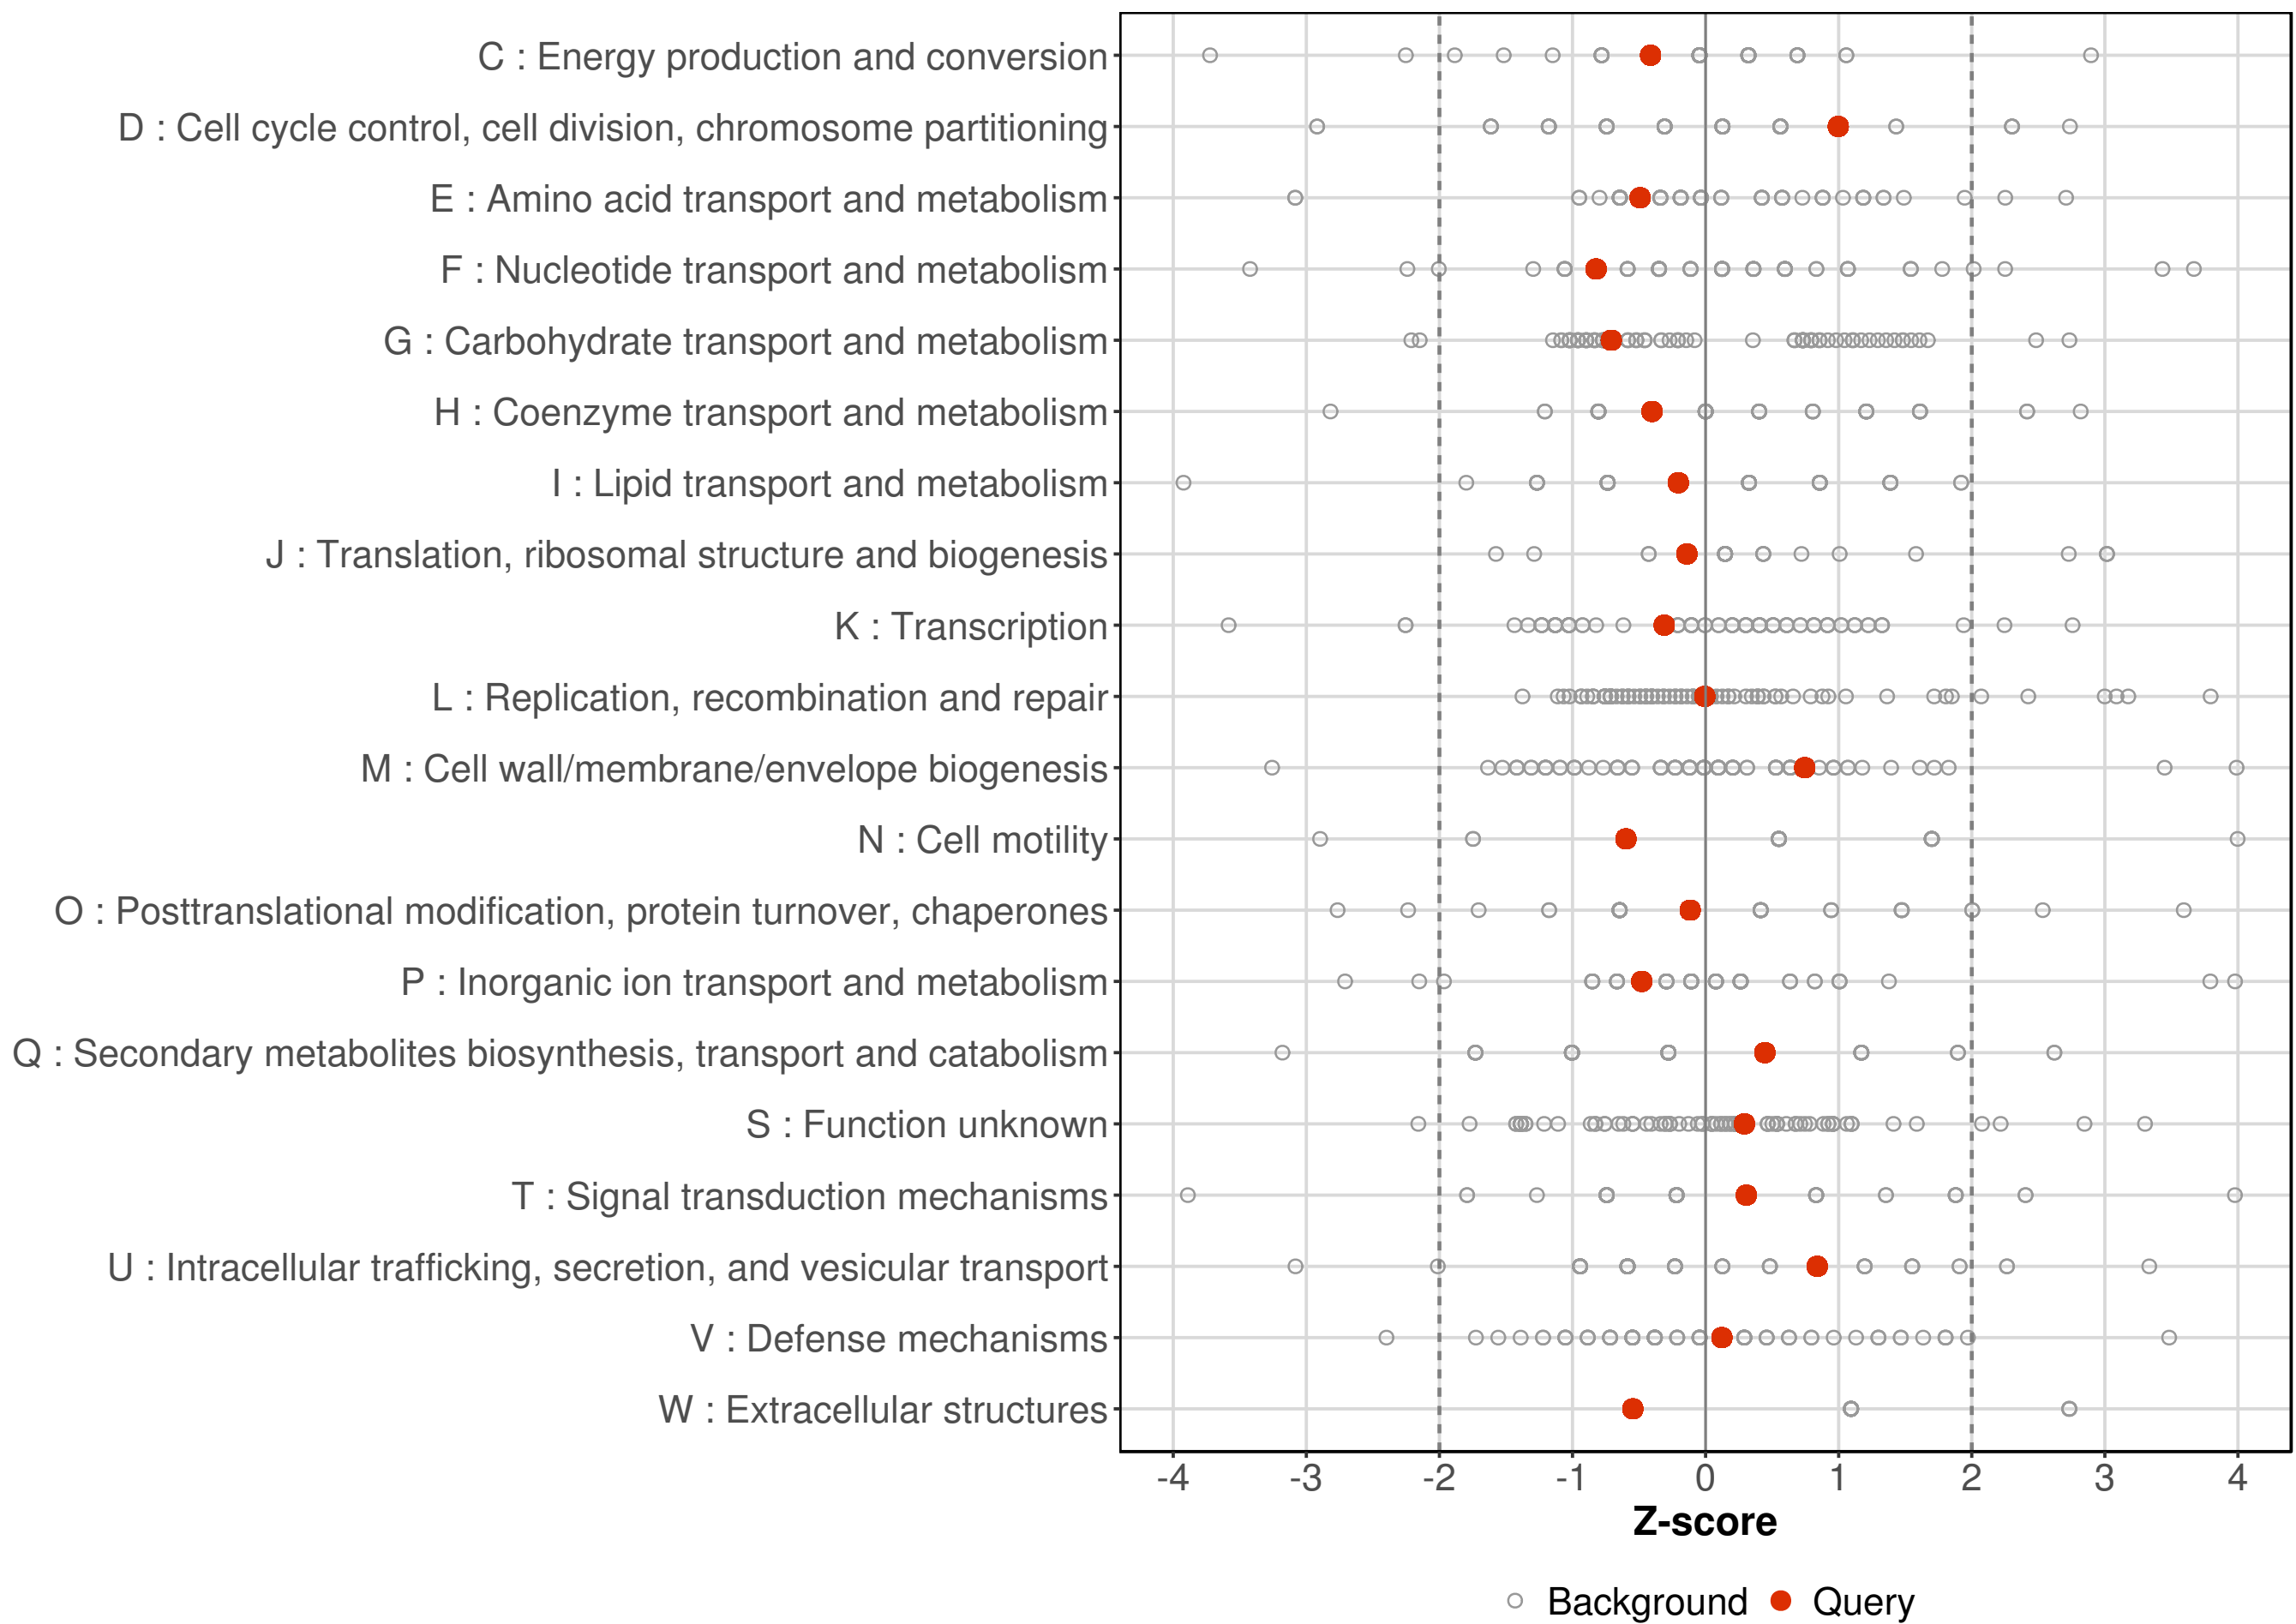 C : Energy production and conversion
D : Cell cycle control, cell division, chromosome partitioning
E : Amino acid transport and metabolism
F : Nucleotide transport and metabolism
G : Carbohydrate transport and metabolism
H : Coenzyme transport and metabolism
I : Lipid transport and metabolism
J : Translation, ribosomal structure and biogenesis
K : Transcription
L : Replication, recombination and repair
M : Cell wall/membrane/envelope biogenesis
N : Cell motility
O : Posttranslational modification, protein turnover, chaperones
P : Inorganic ion transport and metabolism
Q : Secondary metabolites biosynthesis, transport and catabolism
S : Function unknown
T : Signal transduction mechanisms
U : Intracellular trafficking, secretion, and vesicular transport
V : Defense mechanisms
W : Extracellular structures
-4 -3 -2 -1 0 1 2 3 4
Z-score
Background Query